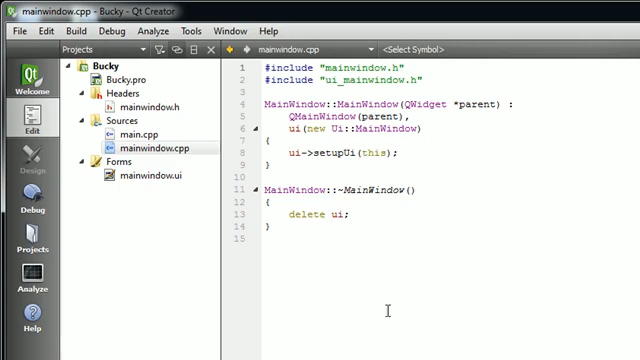 mainwindow.cpp - Bucky - Qt Creator
File Edit Build Debug Analyze Tools Window Help
Projects mainwindow.cpp <Select Symbol>
Qt
Welcome
Edit
Design
Debug
Projects
Analyze
Help
Bucky
Bucky.pro
Headers
mainwindow.h
Sources
main.cpp
mainwindow.cpp
Forms
mainwindow.ui
1 #include "mainwindow.h"
2 #include "ui_mainwindow.h"
3
4 MainWindow::MainWindow(QWidget *parent) :
5 QMainWindow(parent),
6 ui(new Ui::MainWindow)
7 {
8 ui->setupUi(this);
9 }
10
11 MainWindow::~MainWindow()
12 {
13 delete ui;
14 }
15